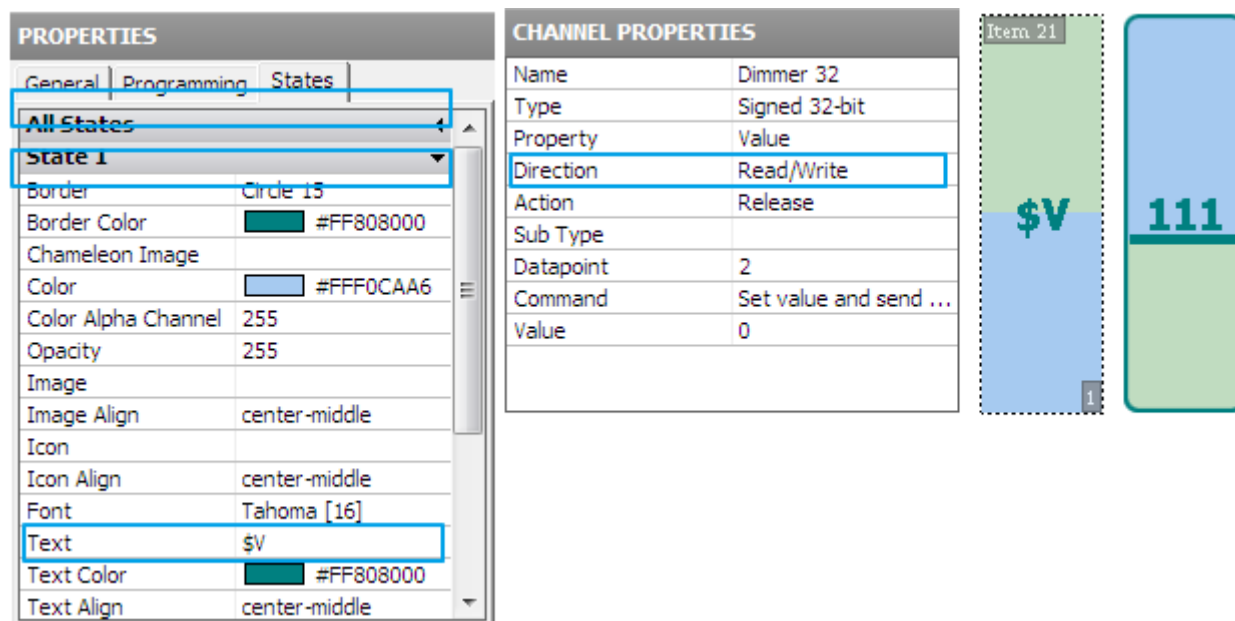 PROPERTIES
General Programming States
All States
State 1
Border Circle 15
Border Color #FF808000
Chameleon Image
Color #FFF0CAA6
Color Alpha Channel 255
Opacity 255
Image
Image Align center-middle
Icon
Icon Align center-middle
Font Tahoma [16]
Text $V
Text Color #FF808000
Text Align center-middle
CHANNEL PROPERTIES
Name Dimmer 32
Type Signed 32-bit
Property Value
Direction Read/Write
Action Release
Sub Type
Datapoint 2
Command Set value and send ...
Value 0
Item 21
$V
1
111